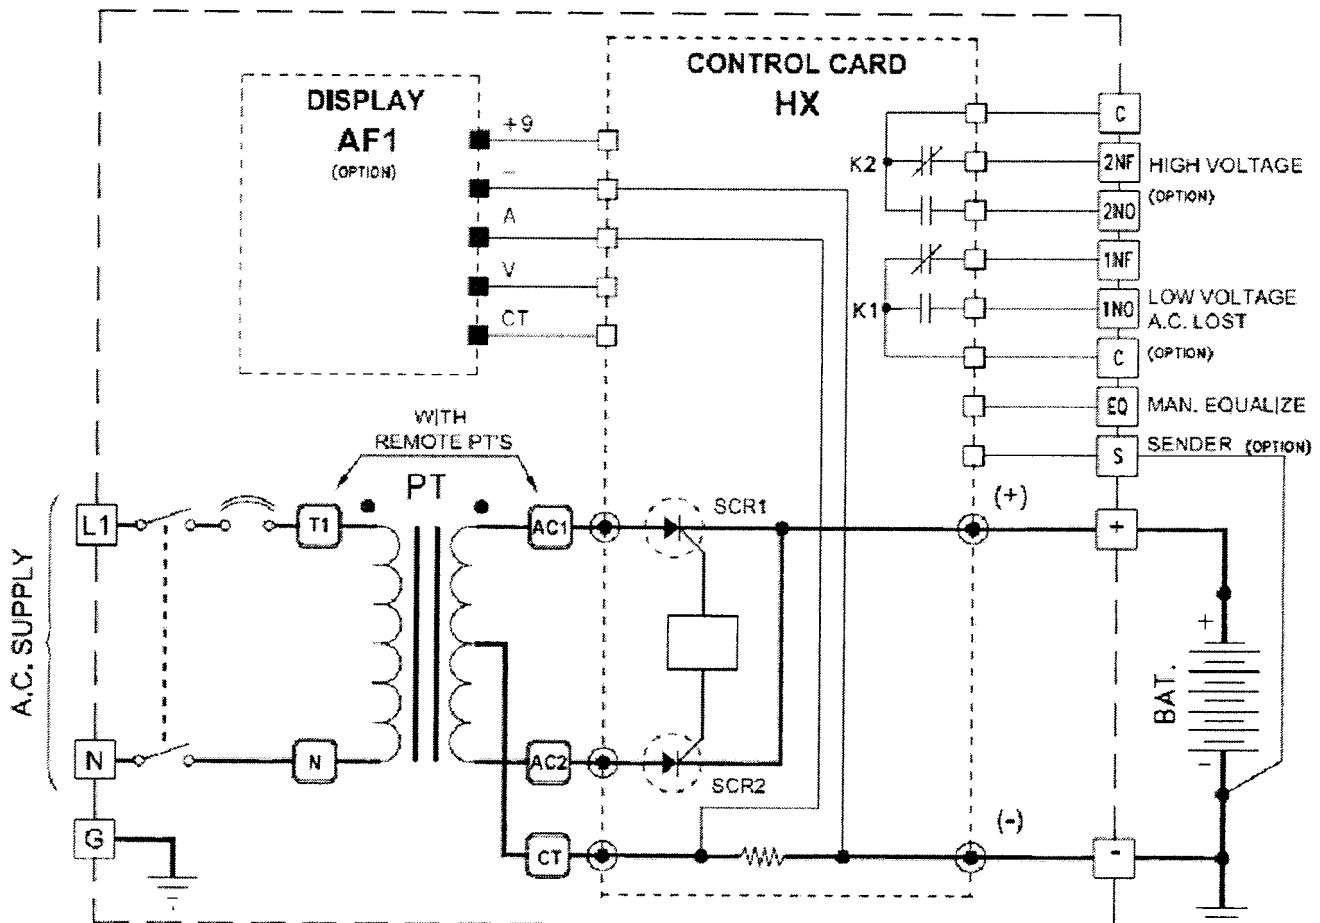 CONTROL CARD
HX
DISPLAY
AF1
(OPTION)
+9
–
A
V
CT
K2
K1
C
2NF
2NO
1NF
1NO
C
EQ
S
HIGH VOLTAGE
(OPTION)
LOW VOLTAGE
A.C. LOST
(OPTION)
MAN. EQUALIZE
SENDER (OPTION)
WITH
REMOTE PT'S
PT
A.C. SUPPLY
L1
N
G
T1
N
AC1
AC2
CT
SCR1
SCR2
(+)
(-)
+
-
+
BAT.
-